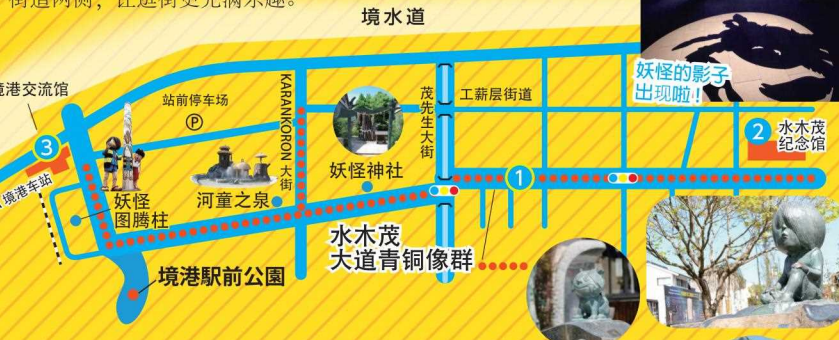 街道两侧，让逛街更充满乐趣。
境水道
妖怪的影子
出现啦！
境港交流馆
站前停车场
P
KARANKORON 大街
茂先生大街
工薪层街道
2
水木茂
纪念馆
3
境港车站
妖怪
图腾柱
河童之泉
妖怪神社
1
水木茂
大道青铜像群
境港駅前公園